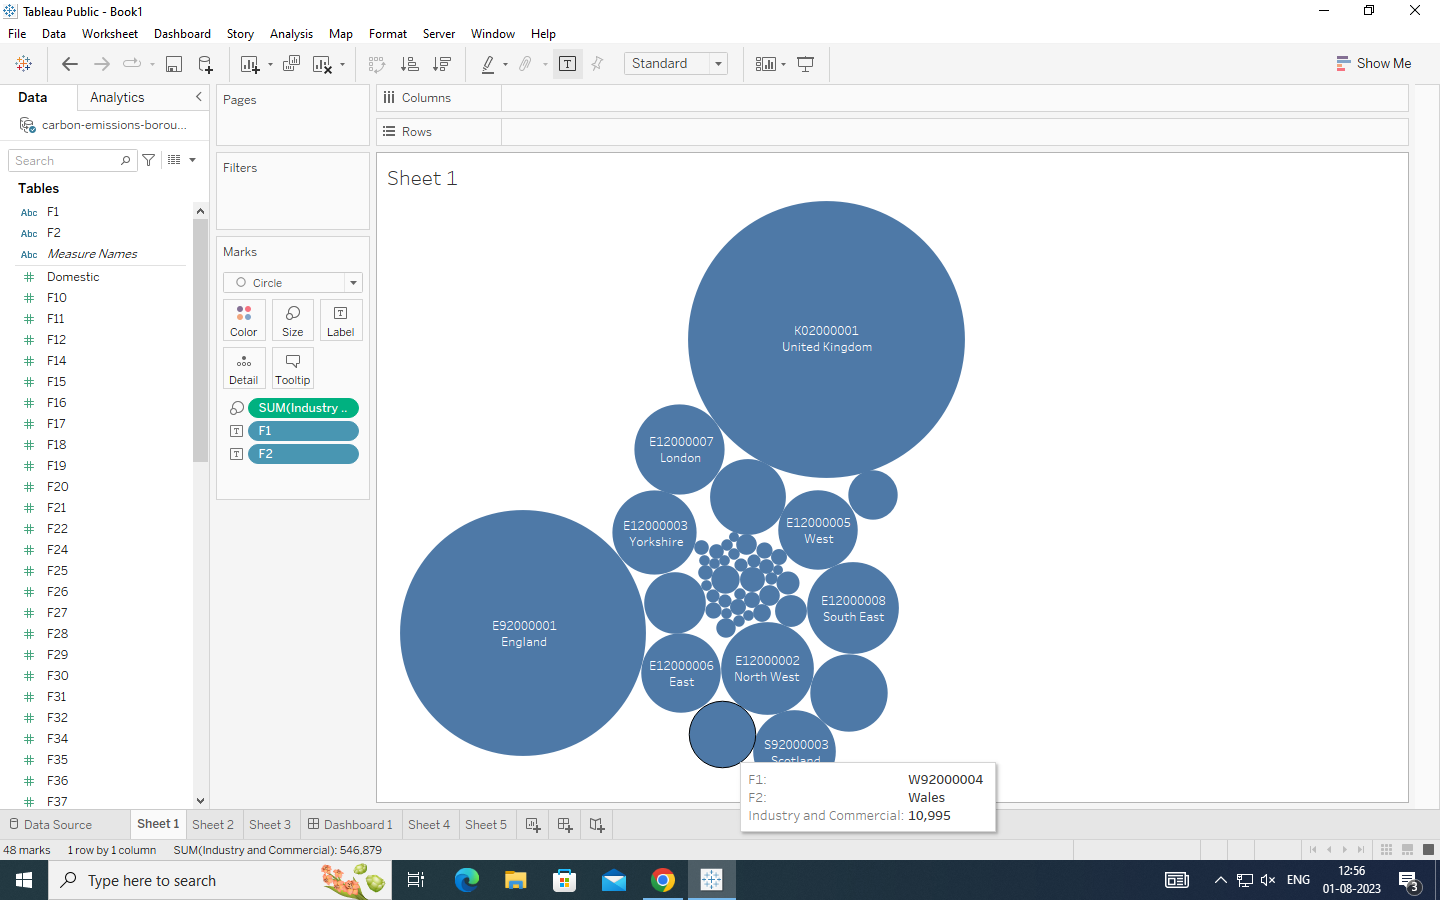 Tableau Public - Book1
File Data Worksheet Dashboard Story Analysis Map Format Server Window Help
Standard
Show Me
Data Analytics
carbon-emissions-borou...
Search
Tables
Abc F1
Abc F2
Abc Measure Names
Domestic
F10
F11
F12
F14
F15
F16
F17
F18
F19
F20
F21
F22
F24
F25
F26
F27
F28
F29
F30
F31
F32
F34
F35
F36
F37
Pages
Filters
Marks
Circle
Color Size Label
Detail Tooltip
SUM(Industry ..
F1
F2
Columns
Rows
Sheet 1
K02000001
United Kingdom
E12000007
London
E12000003
Yorkshire
E12000005
West
E12000008
South East
E92000001
England
E12000006
East
E12000002
North West
S92000003
Scotland
F1: W92000004
F2: Wales
Industry and Commercial: 10,995
Data Source Sheet 1 Sheet 2 Sheet 3 Dashboard 1 Sheet 4 Sheet 5
48 marks 1 row by 1 column SUM(Industry and Commercial): 546,879
Type here to search
ENG
12:56
01-08-2023
3